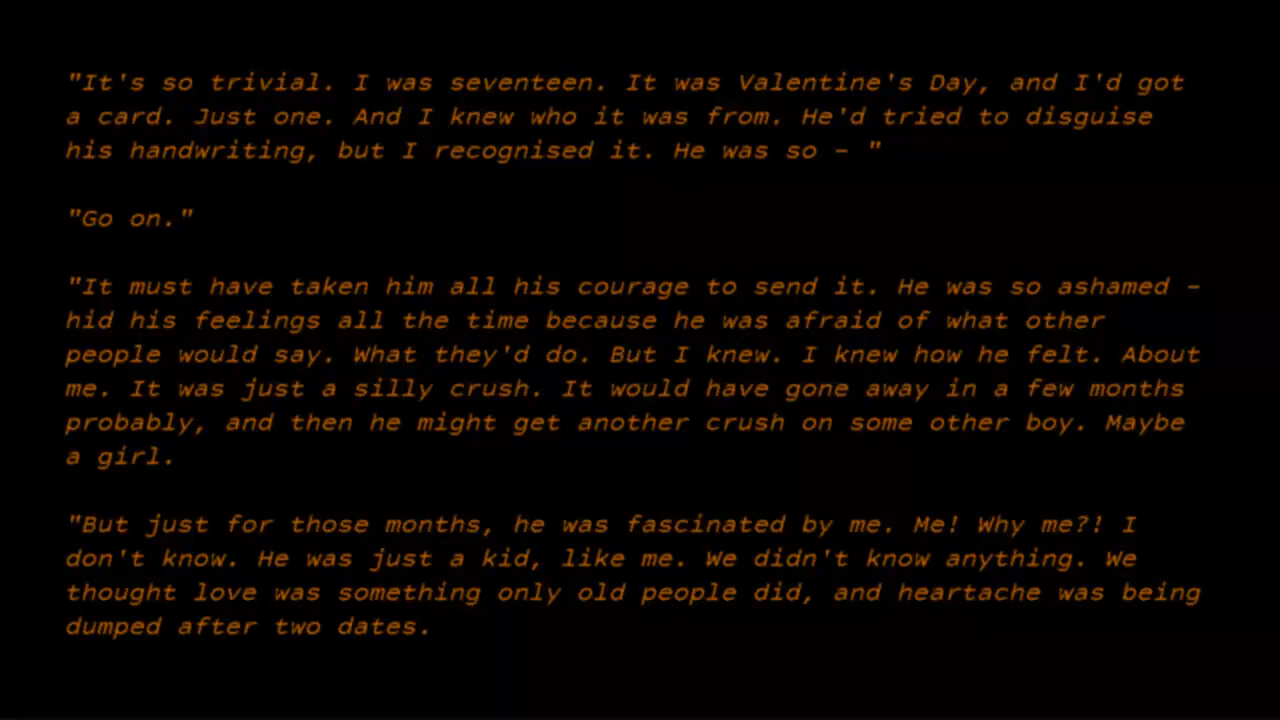 "It's so trivial. I was seventeen. It was Valentine's Day, and I'd got
a card. Just one. And I knew who it was from. He'd tried to disguise
his handwriting, but I recognised it. He was so – "
"Go on."
"It must have taken him all his courage to send it. He was so ashamed –
hid his feelings all the time because he was afraid of what other
people would say. What they'd do. But I knew. I knew how he felt. About
me. It was just a silly crush. It would have gone away in a few months
probably, and then he might get another crush on some other boy. Maybe
a girl.
"But just for those months, he was fascinated by me. Me! Why me?! I
don't know. He was just a kid, like me. We didn't know anything. We
thought love was something only old people did, and heartache was being
dumped after two dates.